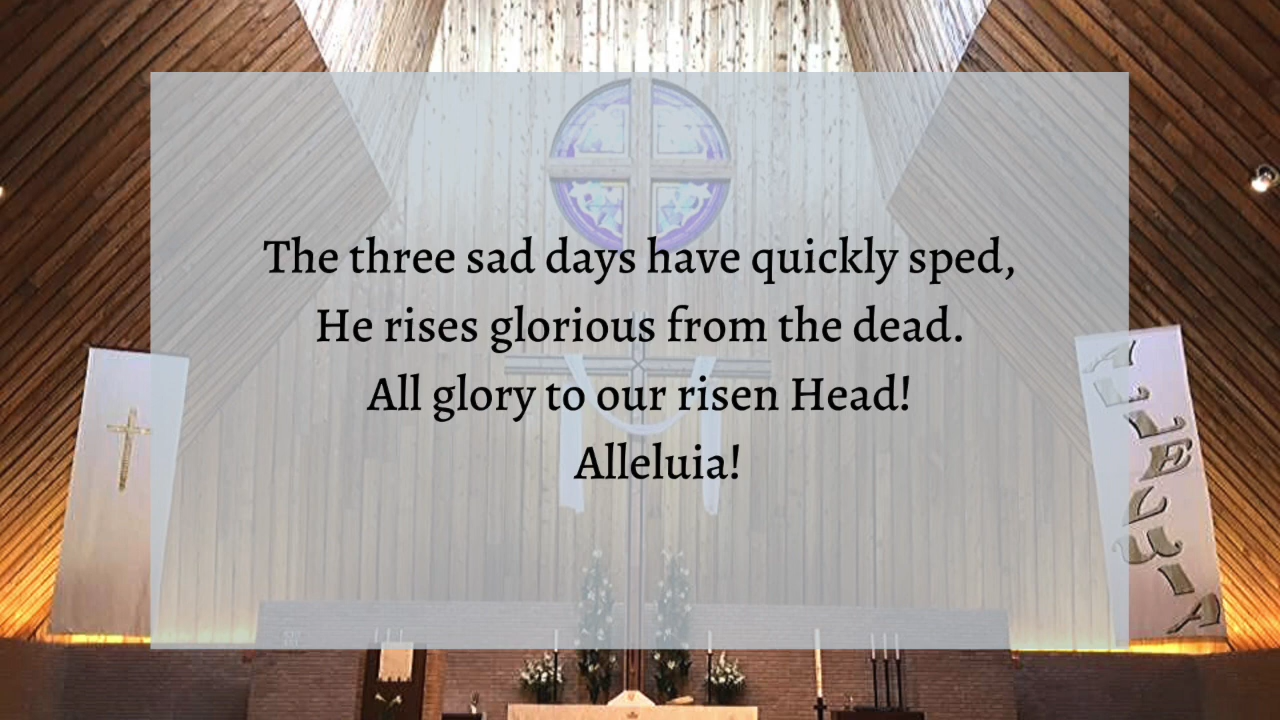 The three sad days have quickly sped,
He rises glorious from the dead.
All glory to our risen Head!
Alleluia!
ALLELUIA